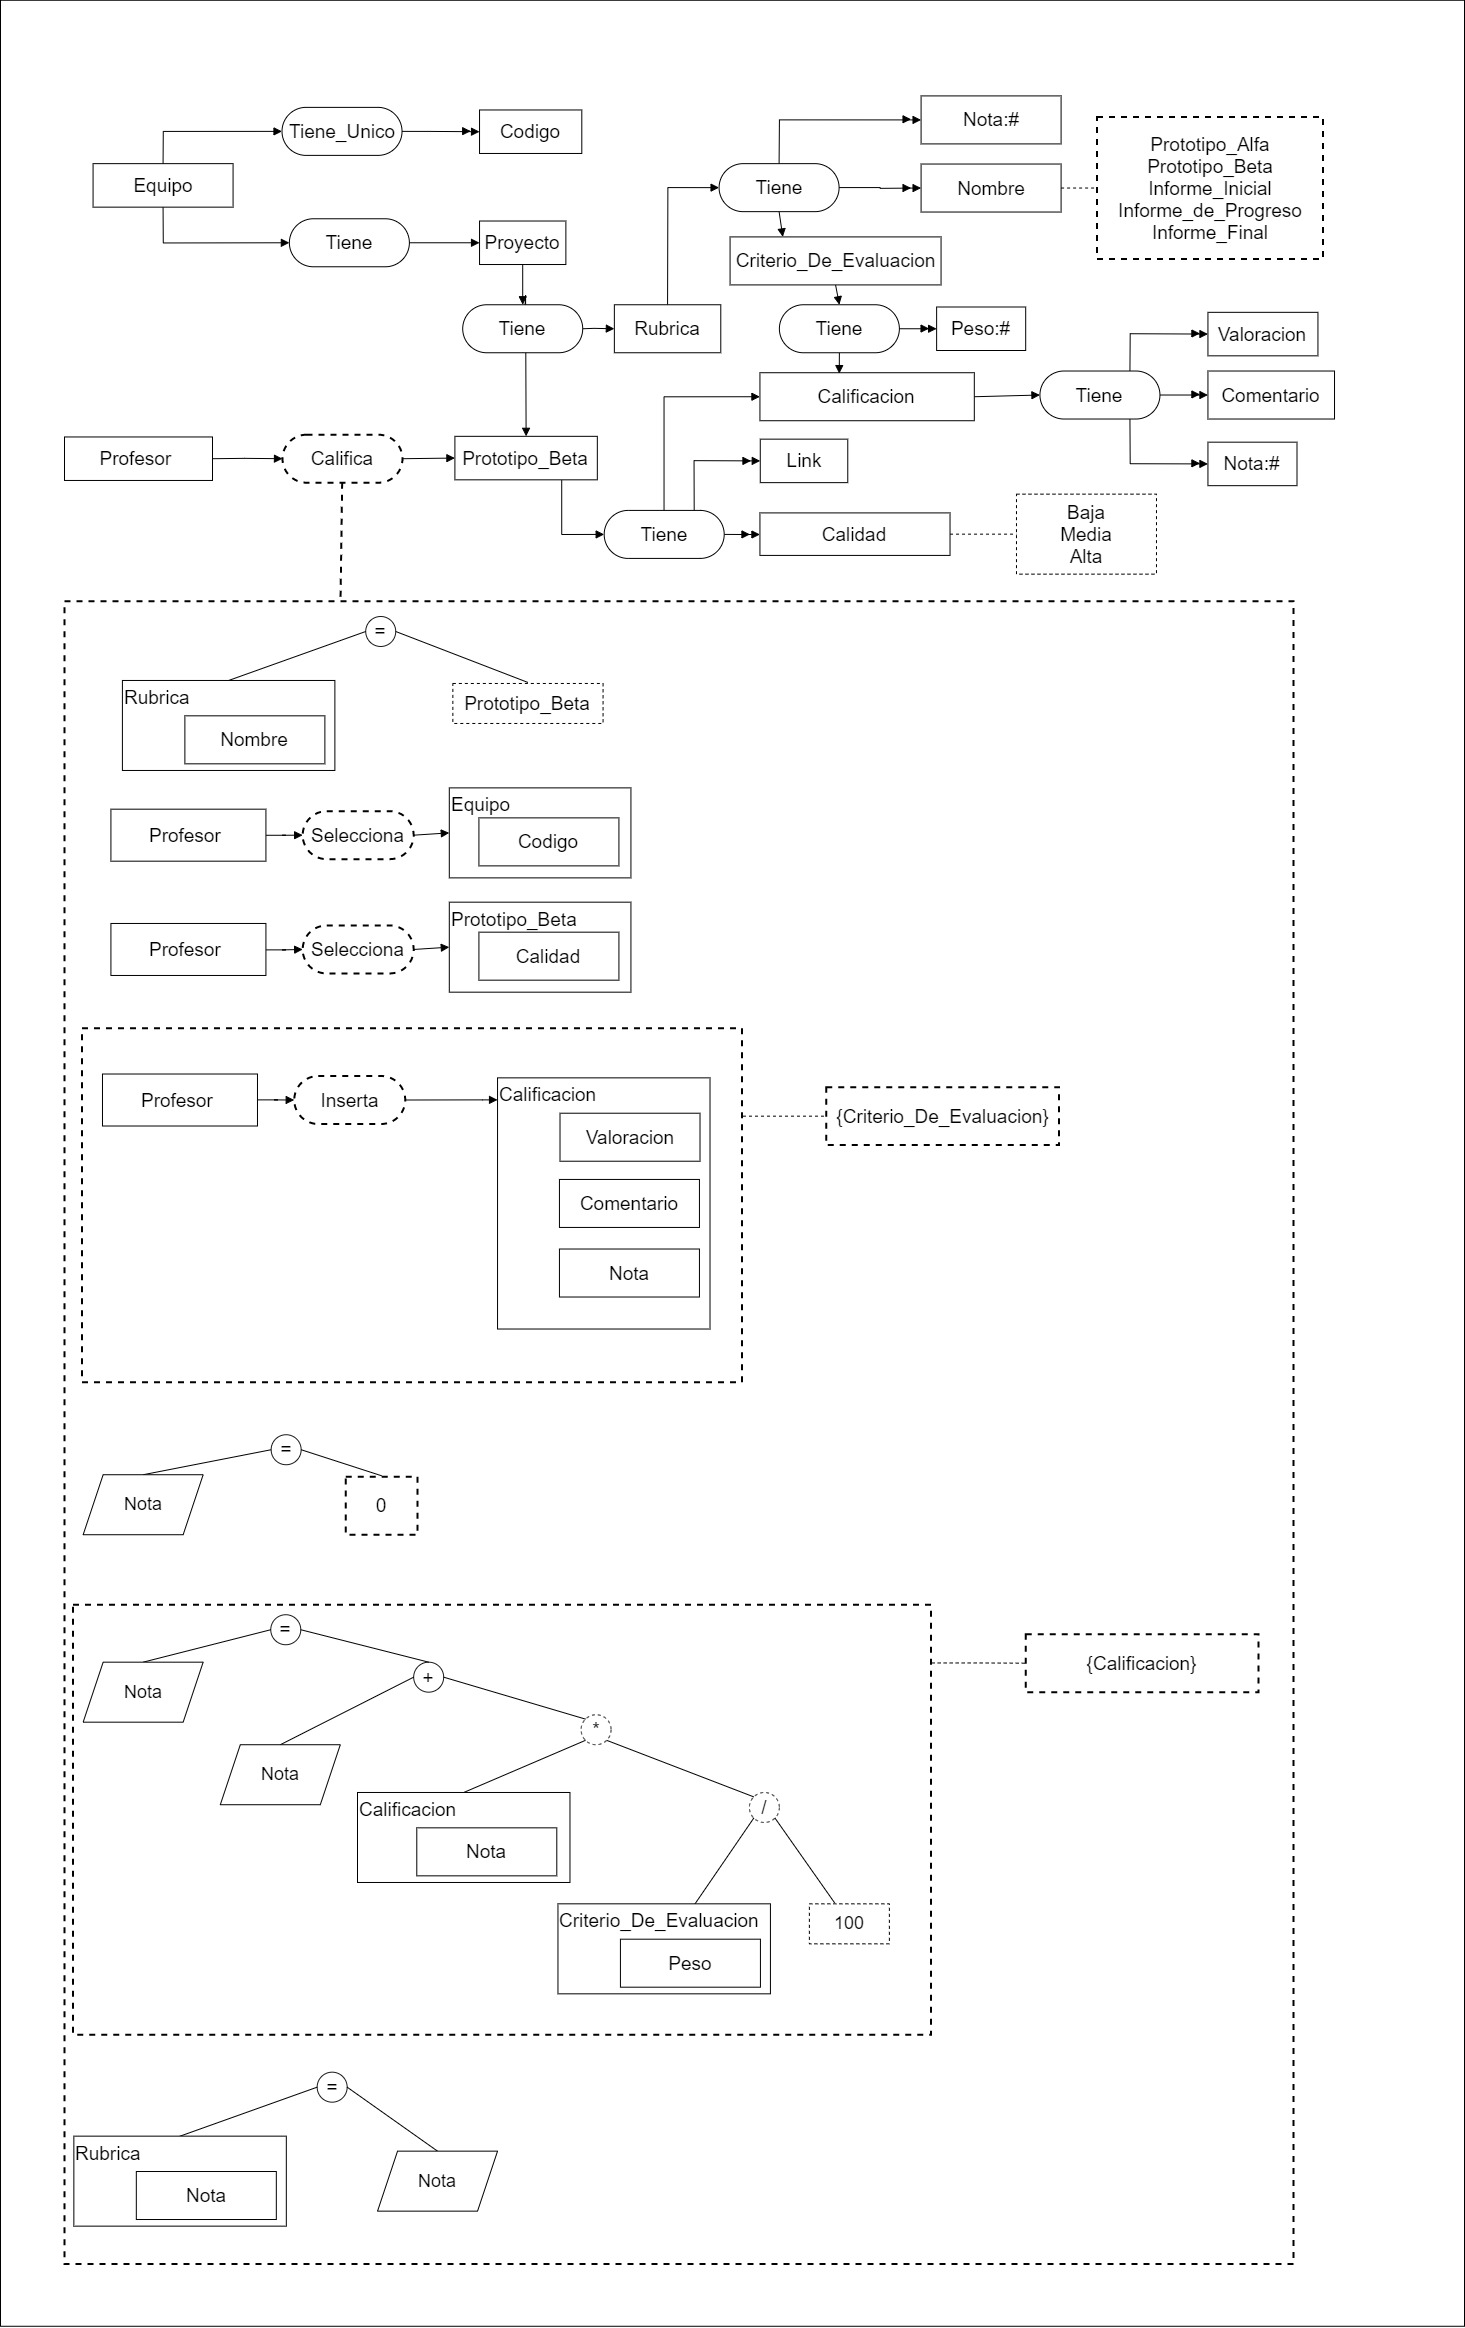 Nota:#
Tiene_Unico
Codigo
Prototipo_Alfa
Prototipo_Beta
Informe_Inicial
Informe_de_Progreso
Informe_Final
Equipo
Tiene
Nombre
Tiene
Proyecto
Criterio_De_Evaluacion
Tiene
Rubrica
Tiene
Peso:#
Valoracion
Calificacion
Tiene
Comentario
Profesor
Califica
Prototipo_Beta
Link
Nota:#
Tiene
Calidad
Baja
Media
Alta
=
Rubrica
Nombre
Prototipo_Beta
Profesor
Selecciona
Equipo
Codigo
Profesor
Selecciona
Prototipo_Beta
Calidad
Profesor
Inserta
Calificacion
Valoracion
Comentario
Nota
{Criterio_De_Evaluacion}
=
Nota
0
=
Nota
+
{Calificacion}
*
Nota
Calificacion
Nota
/
Criterio_De_Evaluacion
Peso
100
=
Rubrica
Nota
Nota